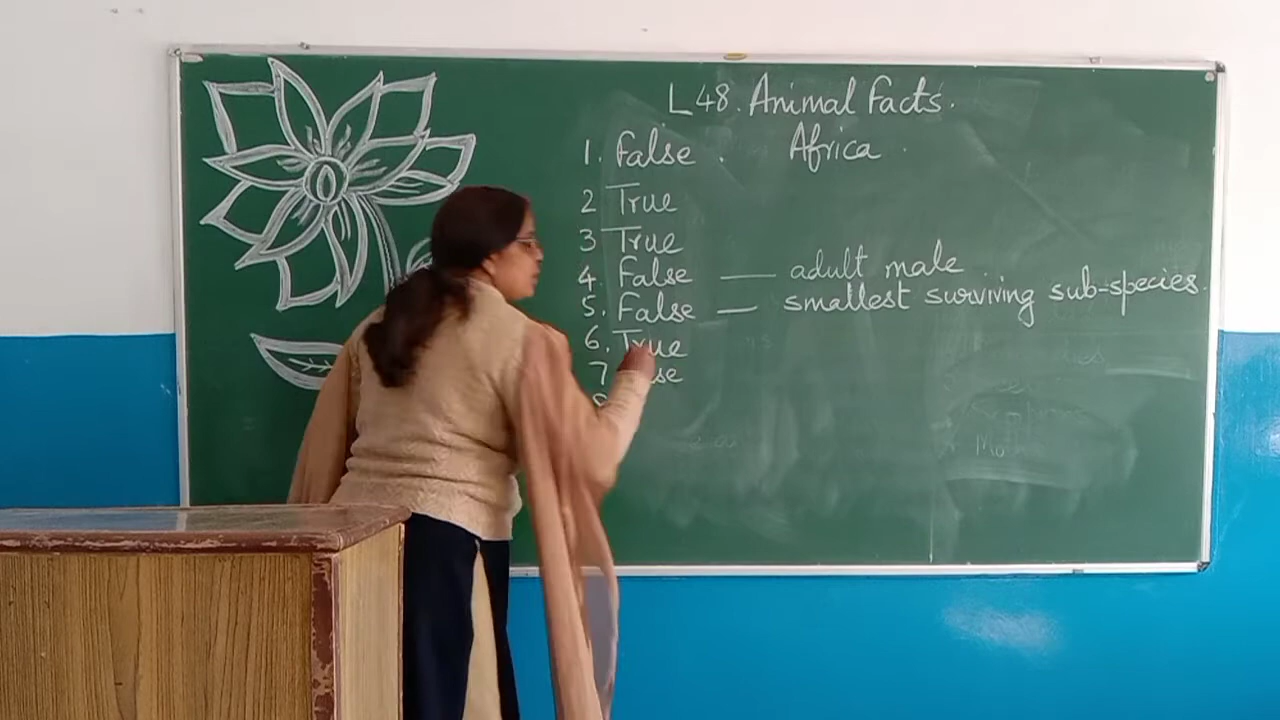 L 48. Animal Facts.
1. False. Africa.
2 True
3 True
4. False — adult male
5. False — smallest surviving sub-species.
6. True
7